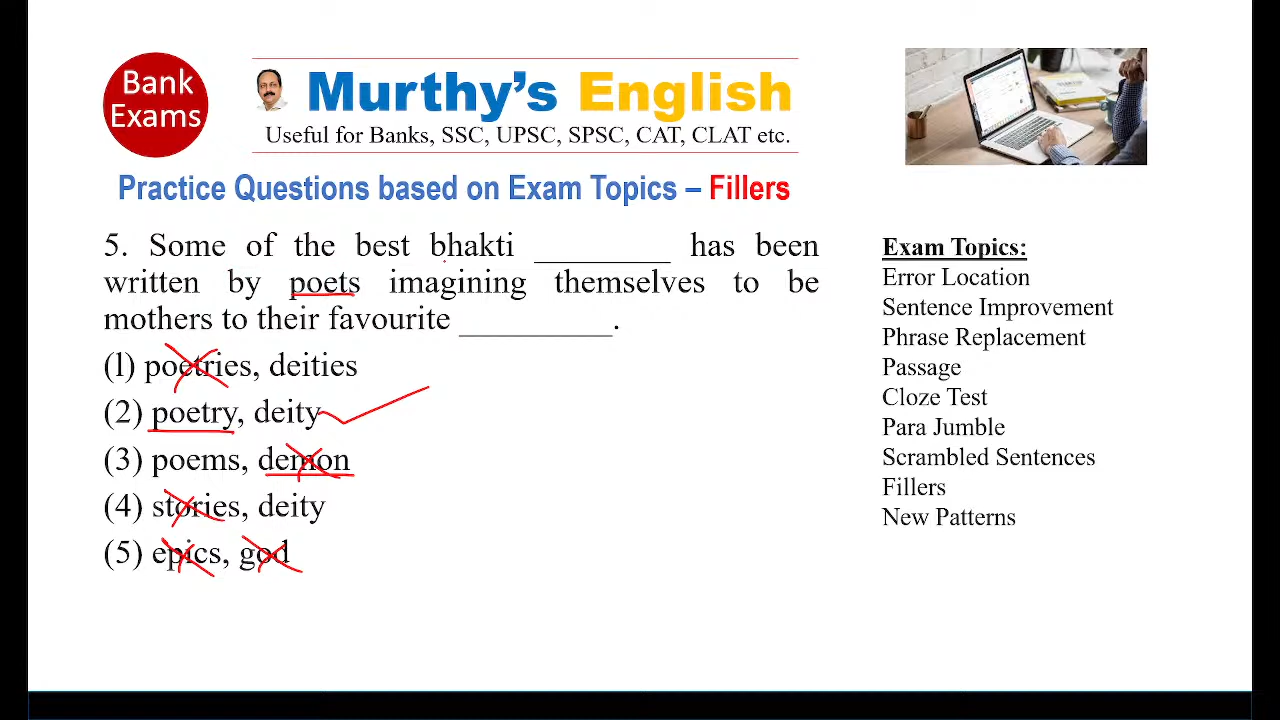 Bank
Exams
Murthy's English
Useful for Banks, SSC, UPSC, SPSC, CAT, CLAT etc.
Practice Questions based on Exam Topics – Fillers
5. Some of the best bhakti ________ has been
written by poets imagining themselves to be
mothers to their favourite _________.
(1) poetries, deities
(2) poetry, deity
(3) poems, demon
(4) stories, deity
(5) epics, god
Exam Topics:
Error Location
Sentence Improvement
Phrase Replacement
Passage
Cloze Test
Para Jumble
Scrambled Sentences
Fillers
New Patterns